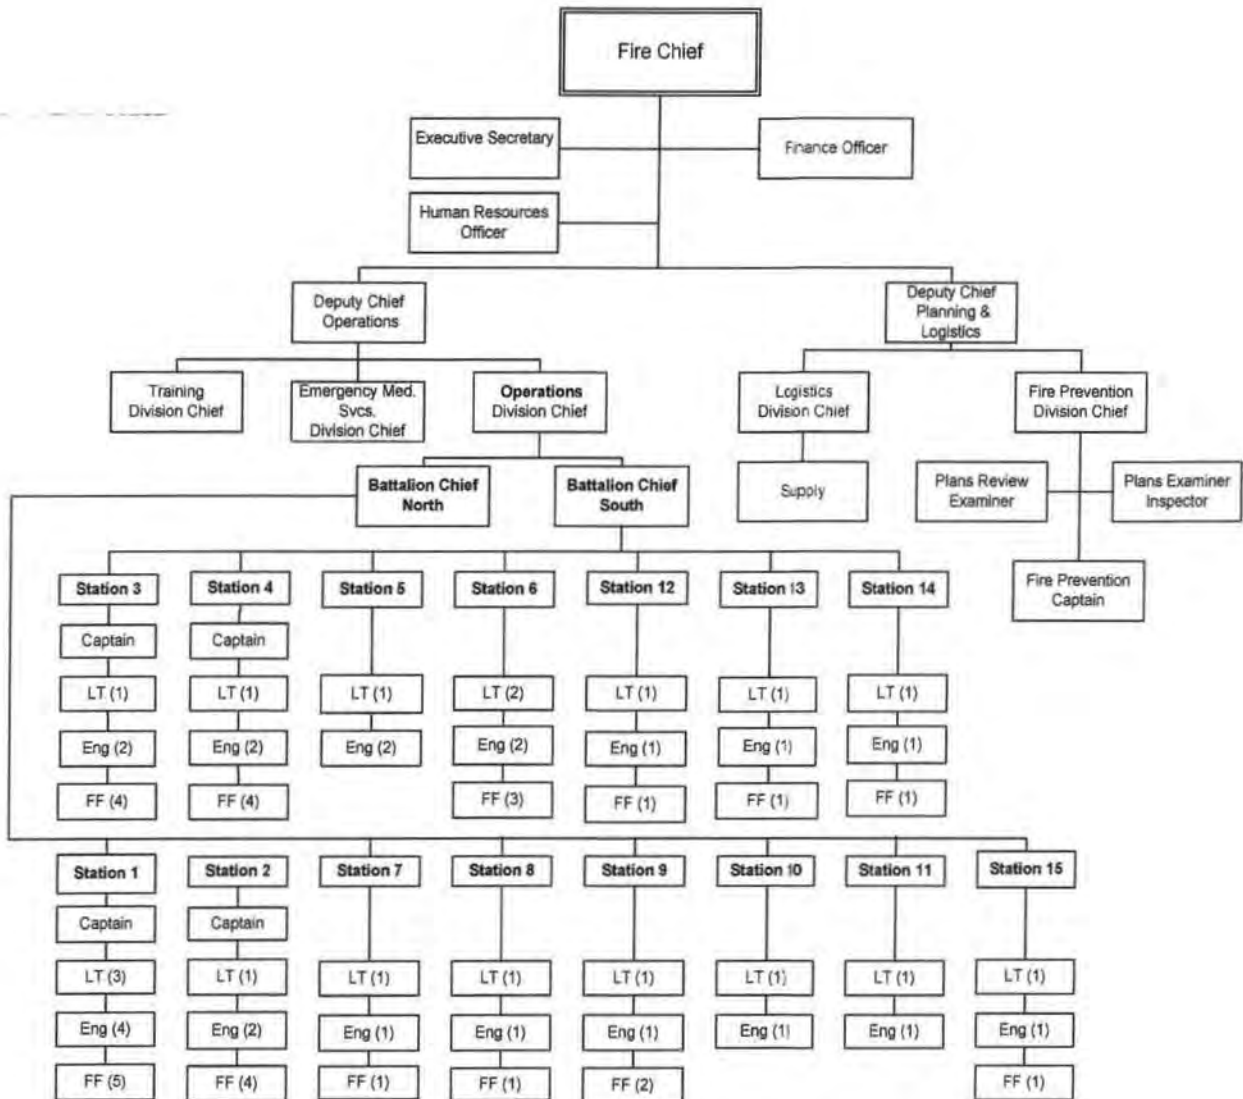 Fire Chief
Executive Secretary
Finance Officer
Human Resources
Officer
Deputy Chief
Operations
Deputy Chief
Planning &
Logistics
Training
Division Chief
Emergency Med.
Svcs.
Division Chief
Operations
Division Chief
Logistics
Division Chief
Fire Prevention
Division Chief
Battalion Chief
North
Battalion Chief
South
Supply
Plans Review
Examiner
Plans Examiner
Inspector
Fire Prevention
Captain
Station 3
Station 4
Station 5
Station 6
Station 12
Station 13
Station 14
Captain
Captain
LT (1)
LT (1)
LT (1)
LT (2)
LT (1)
LT (1)
LT (1)
Eng (2)
Eng (2)
Eng (2)
Eng (2)
Eng (1)
Eng (1)
Eng (1)
FF (4)
FF (4)
FF (3)
FF (1)
FF (1)
FF (1)
Station 1
Station 2
Station 7
Station 8
Station 9
Station 10
Station 11
Station 15
Captain
Captain
LT (3)
LT (1)
LT (1)
LT (1)
LT (1)
LT (1)
LT (1)
LT (1)
Eng (4)
Eng (2)
Eng (1)
Eng (1)
Eng (1)
Eng (1)
Eng (1)
Eng (1)
FF (5)
FF (4)
FF (1)
FF (1)
FF (2)
FF (1)